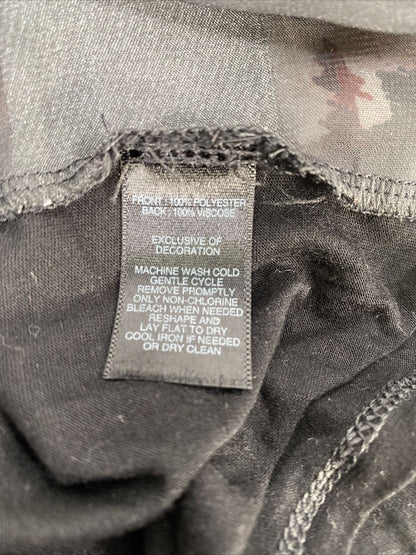 FRONT : 100% POLYESTER
BACK : 100% VISCOSE
EXCLUSIVE OF
DECORATION
MACHINE WASH COLD
GENTLE CYCLE
REMOVE PROMPTLY
ONLY NON-CHLORINE
BLEACH WHEN NEEDED
RESHAPE AND
LAY FLAT TO DRY
COOL IRON IF NEEDED
OR DRY CLEAN